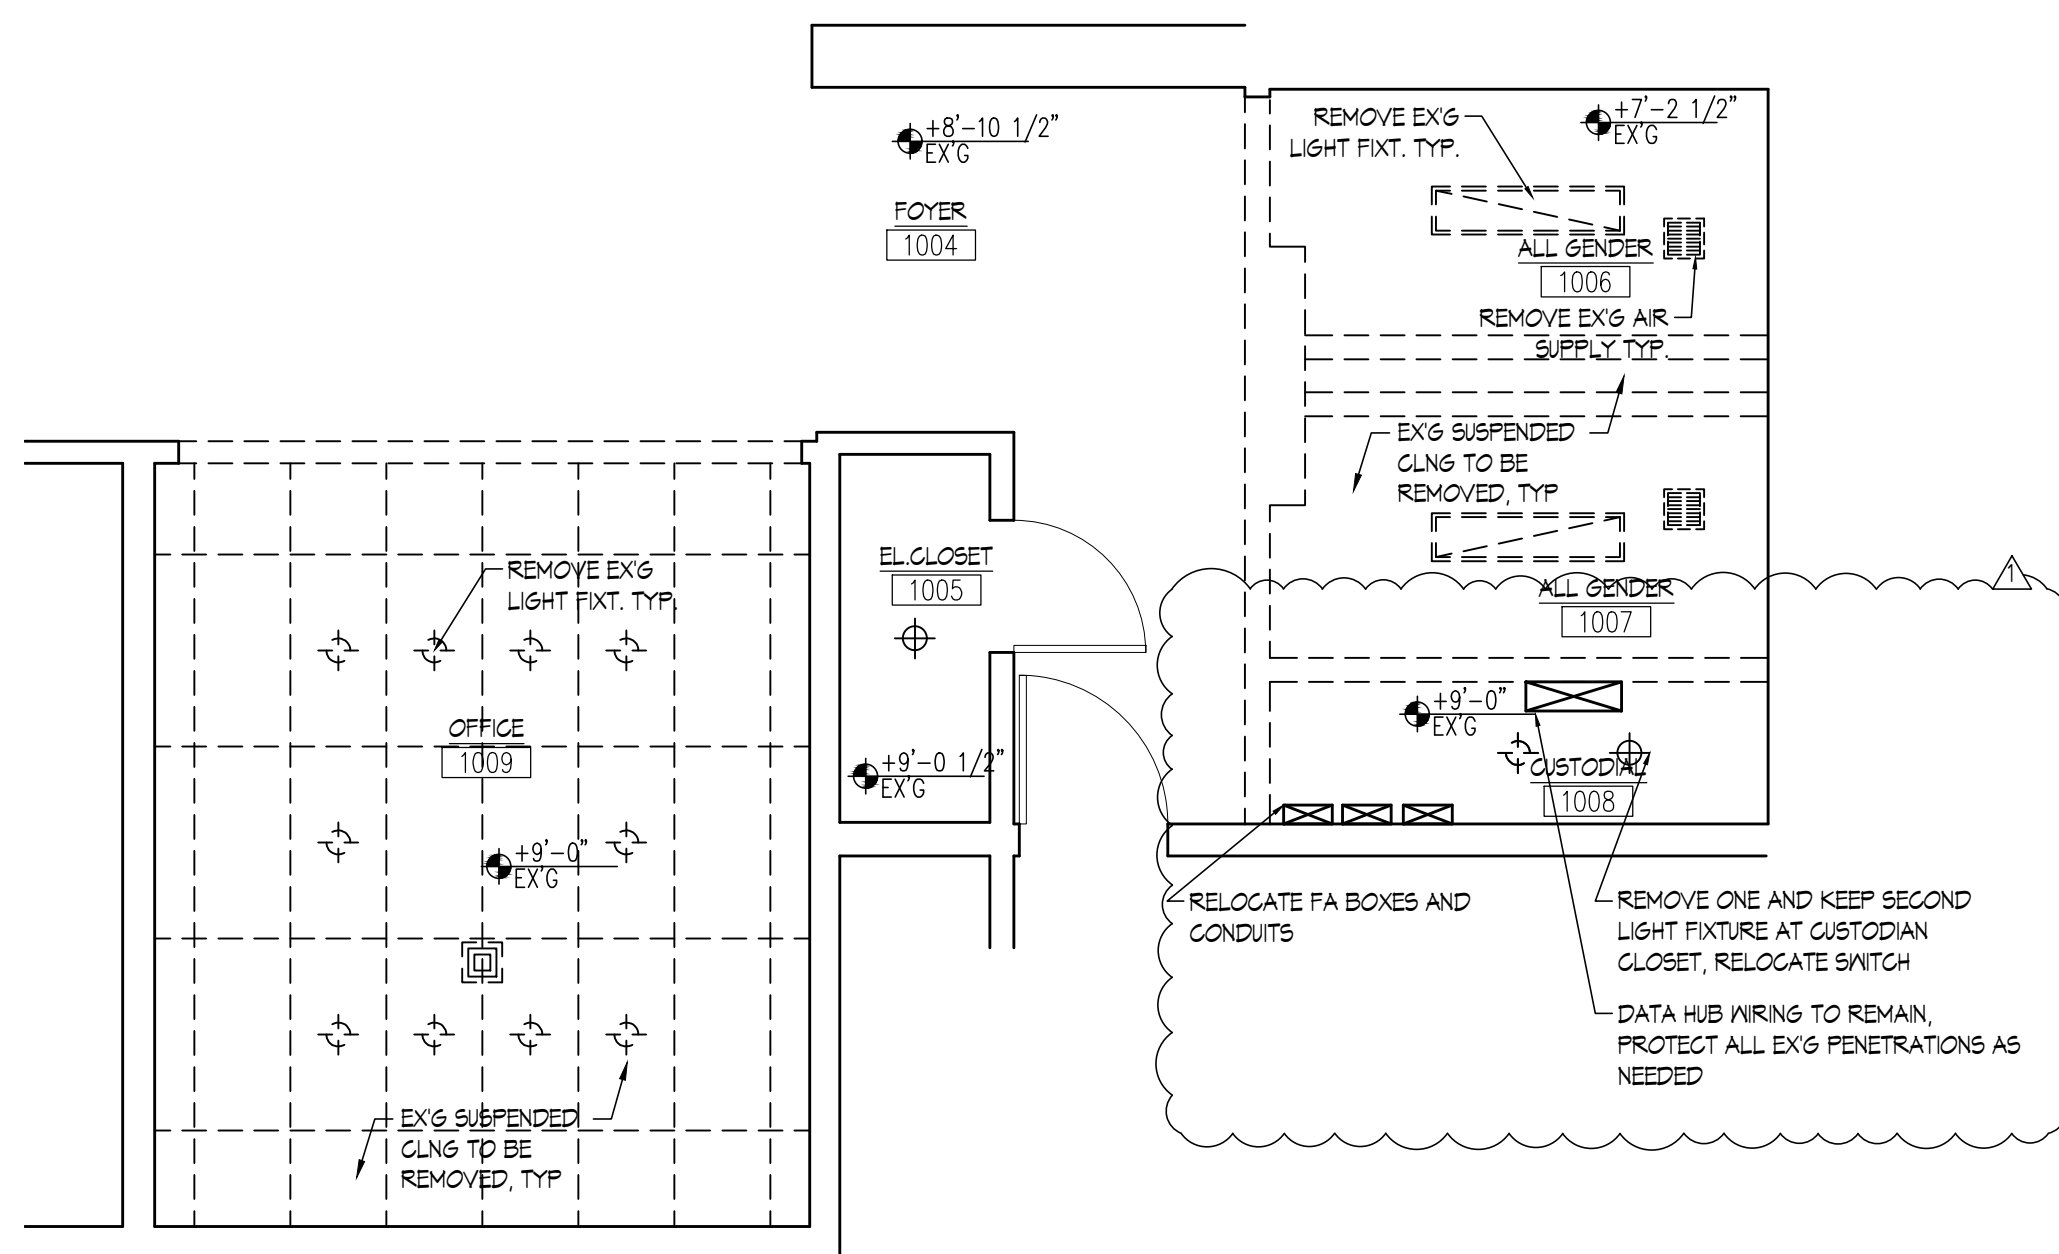 +8'-10 1/2"
EX'G
FOYER
1004
REMOVE EX'G
LIGHT FIXT. TYP.
+7'-2 1/2"
EX'G
ALL GENDER
1006
REMOVE EX'G AIR
SUPPLY TYP.
EX'G SUSPENDED
CLNG TO BE
REMOVED, TYP
ALL GENDER
1007
1
EL.CLOSET
1005
+9'-0 1/2"
EX'G
REMOVE EX'G
LIGHT FIXT. TYP.
OFFICE
1009
+9'-0"
EX'G
EX'G SUSPENDED
CLNG TO BE
REMOVED, TYP
+9'-0"
EX'G
CUSTODIAL
1008
RELOCATE FA BOXES AND
CONDUITS
REMOVE ONE AND KEEP SECOND
LIGHT FIXTURE AT CUSTODIAN
CLOSET, RELOCATE SWITCH
DATA HUB WIRING TO REMAIN,
PROTECT ALL EX'G PENETRATIONS AS
NEEDED